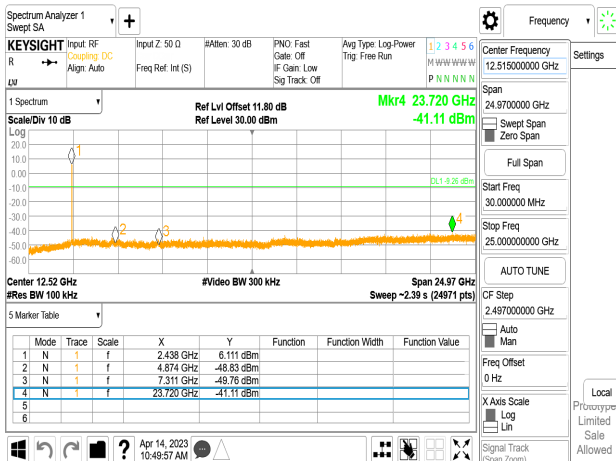 Spectrum Analyzer 1
Swept SA
Frequency
KEYSIGHT
Input: RF
Input Z: 50 Ω
#Atten: 30 dB
PNO: Fast
Avg Type: Log-Power
1 2 3 4 5 6
R
Coupling: DC
Gate: Off
Trig: Free Run
M W W W W W
Align: Auto
Freq Ref: Int (S)
IF Gain: Low
Sig Track: Off
P N N N N N
LXI
1 Spectrum
Ref Lvl Offset 11.80 dB
Mkr4 23.720 GHz
Scale/Div 10 dB
Ref Level 30.00 dBm
-41.11 dBm
Log
20.0
10.0
0.00
-10.0
-20.0
-30.0
-40.0
-50.0
-60.0
1
2
3
4
DL1 -9.26 dBm
Center 12.52 GHz
#Video BW 300 kHz
Span 24.97 GHz
#Res BW 100 kHz
Sweep ~2.39 s (24971 pts)
5 Marker Table
Mode Trace Scale X Y Function Function Width Function Value
1 N 1 f 2.438 GHz 6.111 dBm
2 N 1 f 4.874 GHz -48.83 dBm
3 N 1 f 7.311 GHz -49.76 dBm
4 N 1 f 23.720 GHz -41.11 dBm
5
6
Apr 14, 2023
10:49:57 AM
Center Frequency
12.515000000 GHz
Settings
Span
24.9700000 GHz
Swept Span
Zero Span
Full Span
Start Freq
30.000000 MHz
Stop Freq
25.000000000 GHz
AUTO TUNE
CF Step
2.497000000 GHz
Auto
Man
Freq Offset
0 Hz
X Axis Scale
Log
Lin
Signal Track
(Span Zoom)
Local
Prototype
Limited
Sale
Allowed